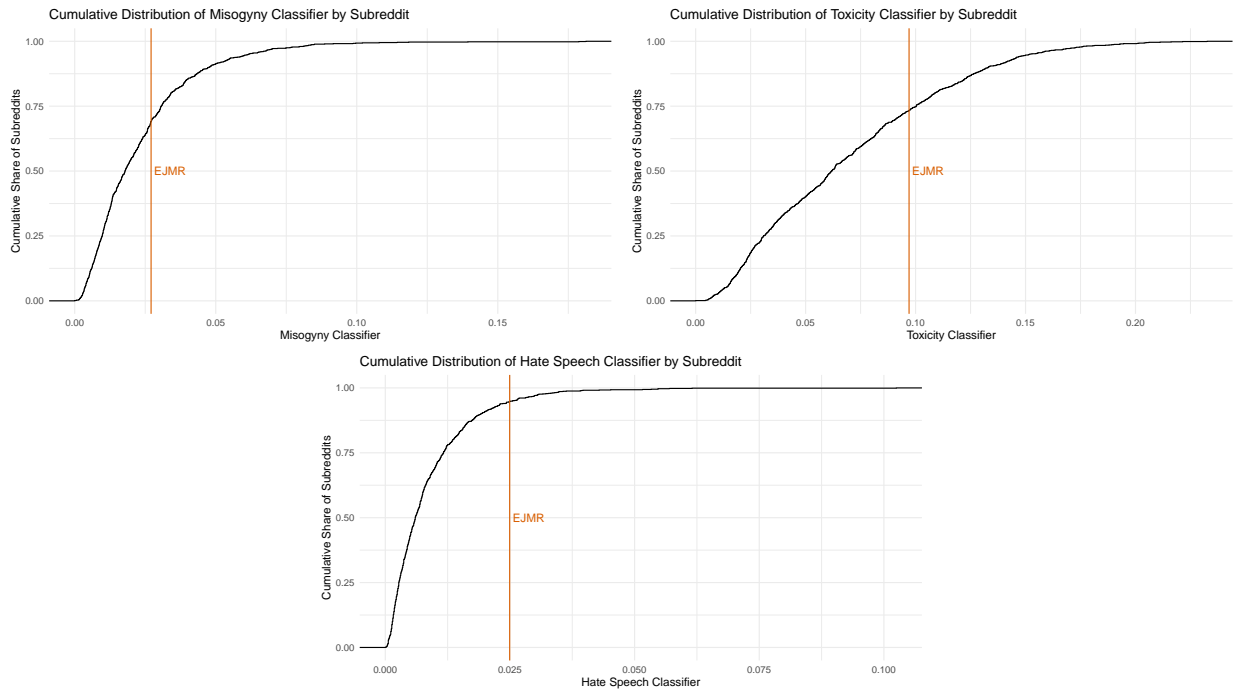 Cumulative Distribution of Misogyny Classifier by Subreddit
Cumulative Share of Subreddits
1.00
0.75
0.50
0.25
0.00
EJMR
0.00
0.05
0.10
0.15
Misogyny Classifier
Cumulative Distribution of Toxicity Classifier by Subreddit
Cumulative Share of Subreddits
1.00
0.75
0.50
0.25
0.00
EJMR
0.00
0.05
0.10
0.15
0.20
Toxicity Classifier
Cumulative Distribution of Hate Speech Classifier by Subreddit
Cumulative Share of Subreddits
1.00
0.75
0.50
0.25
0.00
EJMR
0.000
0.025
0.050
0.075
0.100
Hate Speech Classifier